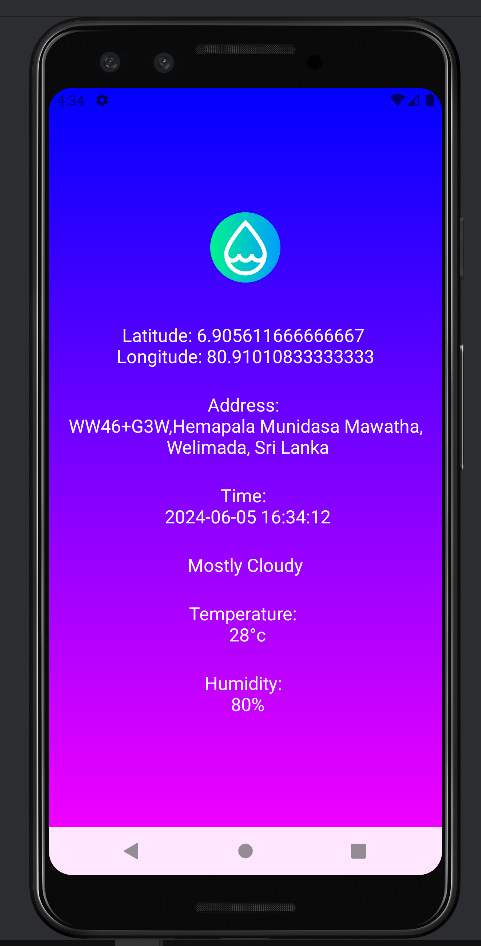 4:34
Latitude: 6.905611666666667
Longitude: 80.91010833333333
Address:
WW46+G3W,Hemapala Munidasa Mawatha,
Welimada, Sri Lanka
Time:
2024-06-05 16:34:12
Mostly Cloudy
Temperature:
28°c
Humidity:
80%